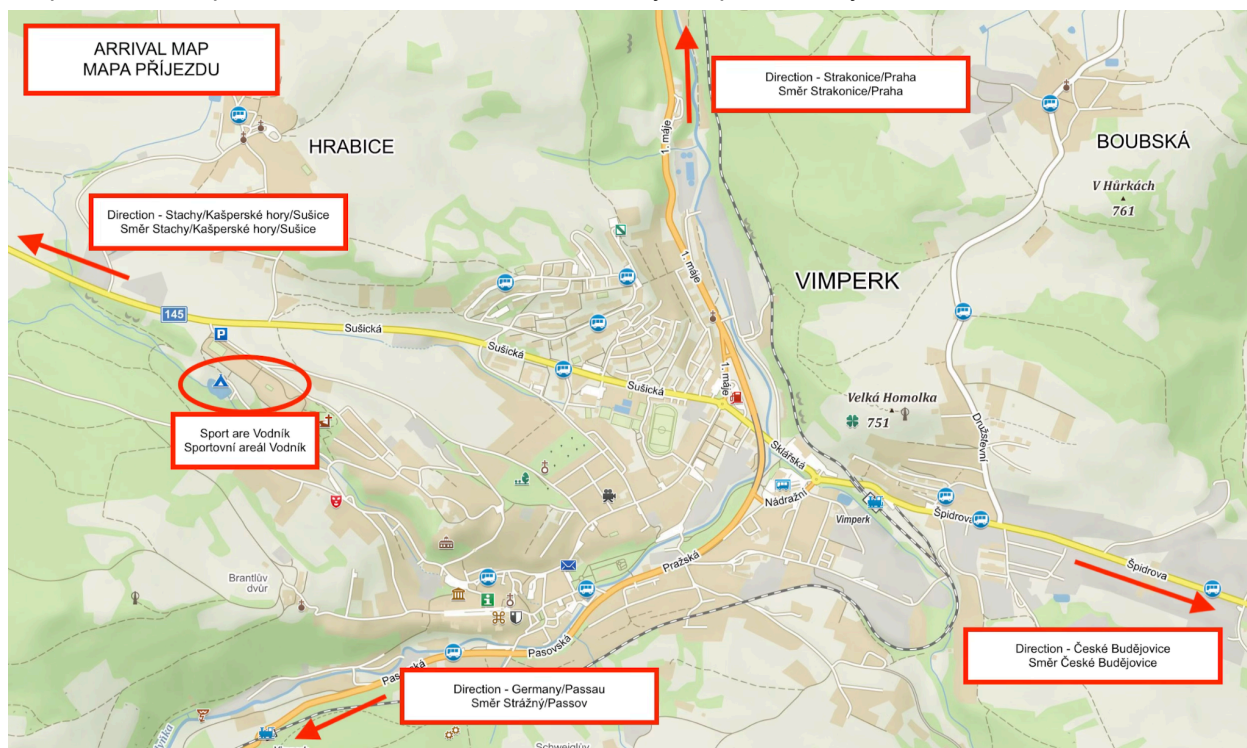 ARRIVAL MAP
MAPA PŘÍJEZDU
Direction - Strakonice/Praha
Směr Strakonice/Praha
HRABICE
BOUBSKÁ
1. máje
V Hůrkách
761
Direction - Stachy/Kašperské hory/Sušice
Směr Stachy/Kašperské hory/Sušice
1. máje
VIMPERK
145
P
Sušická
Sušická
Sušická
1. máje
Velká Homolka
751
Družstevní
Sport are Vodník
Sportovní areál Vodník
Sklářská
Nádražní
Vimperk
Špidrova
Pražská
Špidrova
Brantlův
dvůr
Pasovská
Direction - České Budějovice
Směr České Budějovice
Direction - Germany/Passau
Směr Strážný/Passov